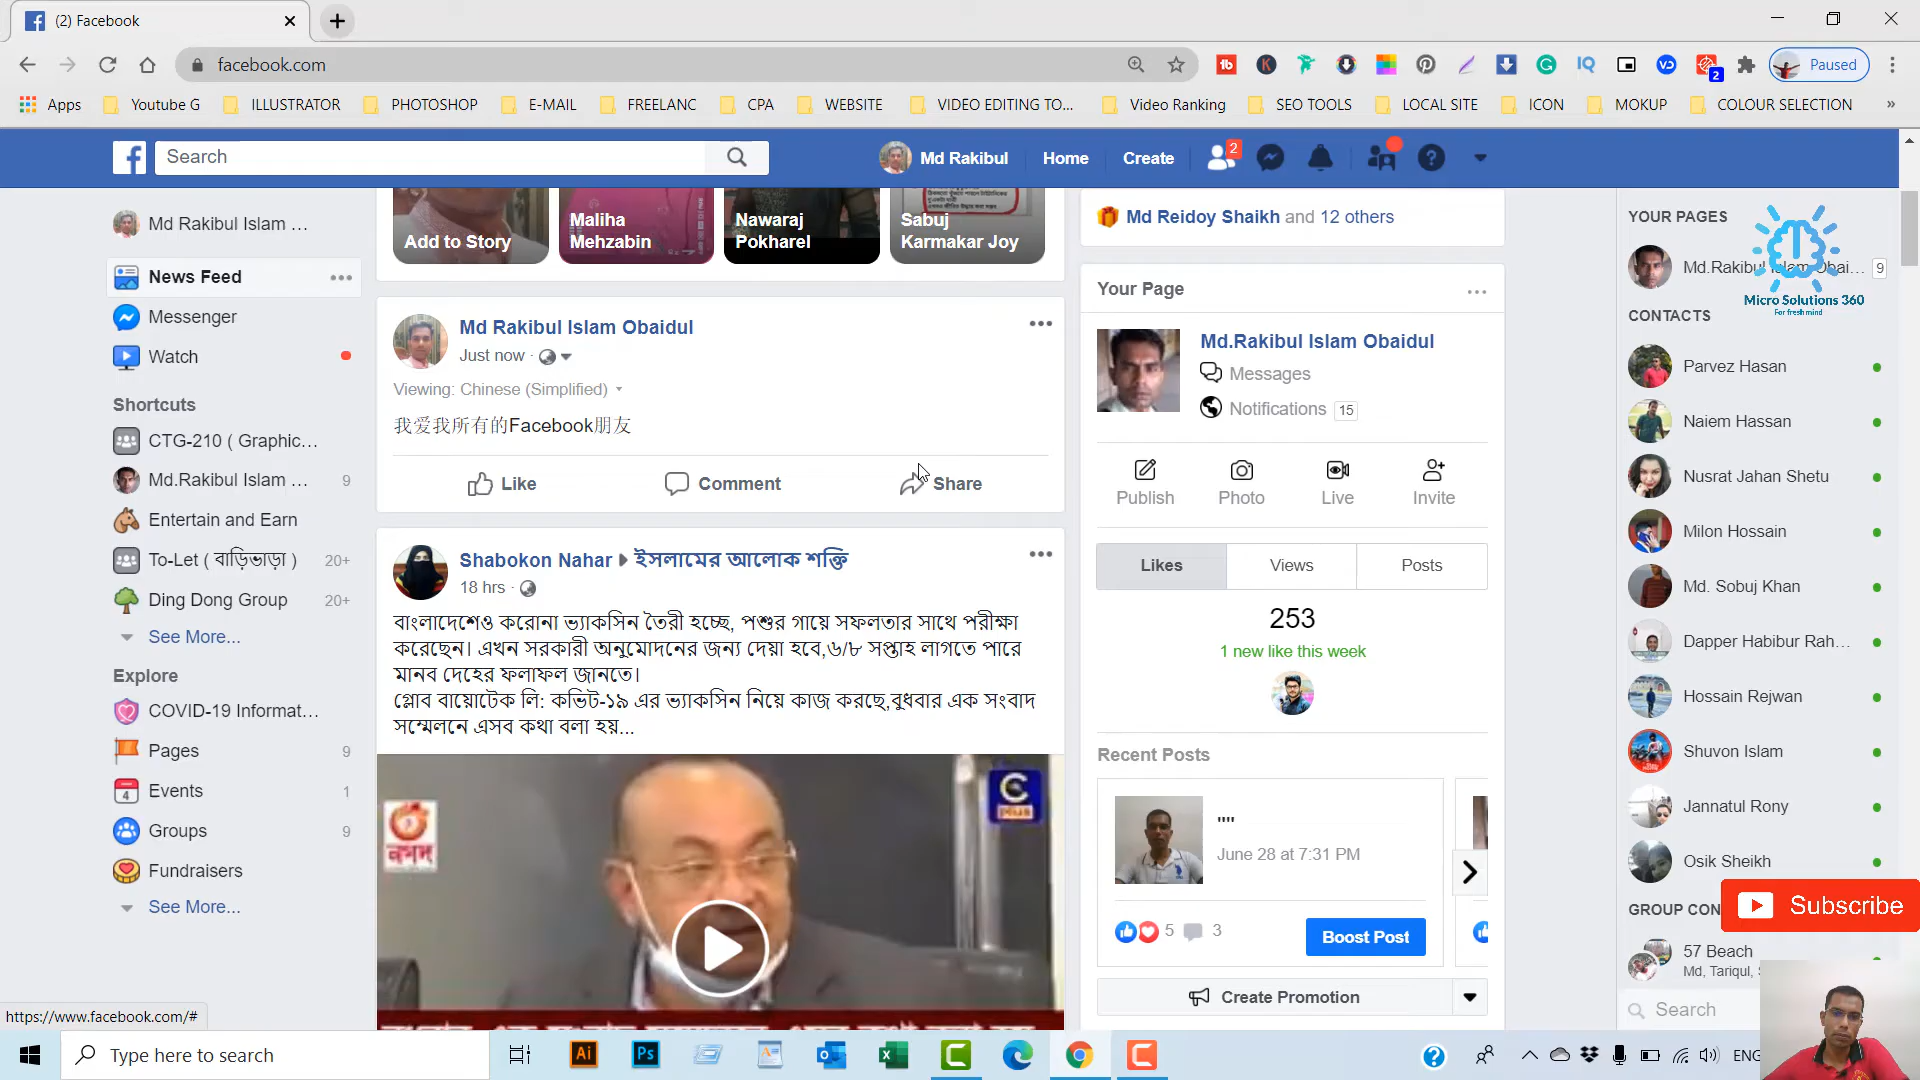 (2) Facebook
facebook.com
Paused
Apps
Youtube G
ILLUSTRATOR
PHOTOSHOP
E-MAIL
FREELANC
CPA
WEBSITE
VIDEO EDITING TO...
Video Ranking
SEO TOOLS
LOCAL SITE
ICON
MOKUP
COLOUR SELECTION
Search
Md Rakibul
Home
Create
2
Md Rakibul Islam ...
News Feed
Messenger
Watch
Shortcuts
CTG-210 ( Graphic...
Md.Rakibul Islam ...
9
Entertain and Earn
To-Let ( বাড়িভাড়া )
20+
Ding Dong Group
20+
See More...
Explore
COVID-19 Informat...
Pages
9
Events
1
Groups
9
Fundraisers
See More...
Add to Story
Maliha
Mehzabin
Nawaraj
Pokharel
Sabuj
Karmakar Joy
Md Rakibul Islam Obaidul
Just now
Viewing: Chinese (Simplified)
我爱我所有的Facebook朋友
Like
Comment
Share
Shabokon Nahar ▸ ইসলামের আলোক শক্তি
18 hrs
বাংলাদেশেও করোনা ভ্যাকসিন তৈরী হচ্ছে, পশুর গায়ে সফলতার সাথে পরীক্ষা
করেছেন। এখন সরকারী অনুমোদনের জন্য দেয়া হবে,৬/৮ সপ্তাহ লাগতে পারে
মানব দেহের ফলাফল জানতে।
গ্লোব বায়োটেক লি: কভিট-১৯ এর ভ্যাকসিন নিয়ে কাজ করছে,বুধবার এক সংবাদ
সম্মেলনে এসব কথা বলা হয়...
নগদ
C
PLUS
Md Reidoy Shaikh and 12 others
Your Page
Md.Rakibul Islam Obaidul
Messages
Notifications
15
Publish
Photo
Live
Invite
Likes
Views
Posts
253
1 new like this week
Recent Posts
""
June 28 at 7:31 PM
5
3
Boost Post
Create Promotion
YOUR PAGES
Md.Rakibul Islam Obai...
9
Micro Solutions 360
For fresh mind
CONTACTS
Parvez Hasan
Naiem Hassan
Nusrat Jahan Shetu
Milon Hossain
Md. Sobuj Khan
Dapper Habibur Rah...
Hossain Rejwan
Shuvon Islam
Jannatul Rony
Osik Sheikh
GROUP CON
Subscribe
57 Beach
Md, Tariqul,
Search
https://www.facebook.com/#
Type here to search
ENG